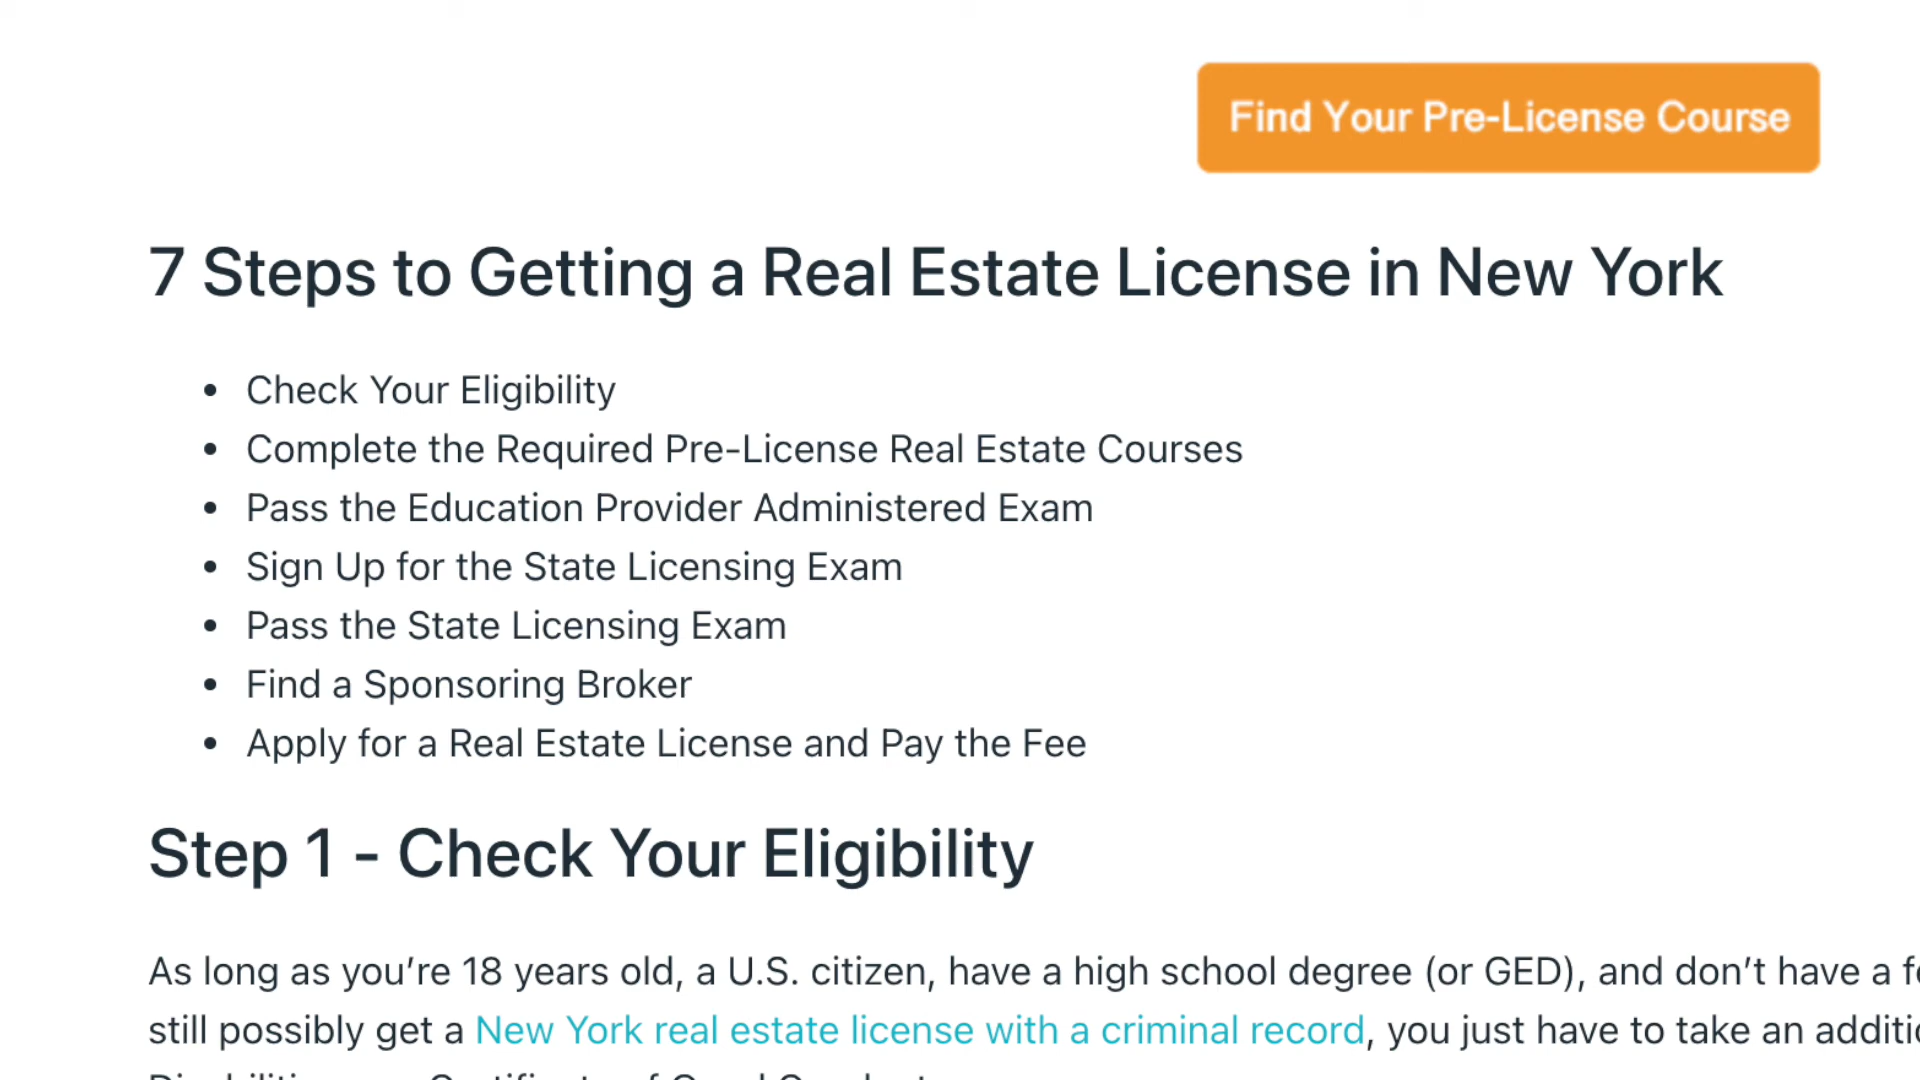 Find Your Pre-License Course
7 Steps to Getting a Real Estate License in New York
• Check Your Eligibility
• Complete the Required Pre-License Real Estate Courses
• Pass the Education Provider Administered Exam
• Sign Up for the State Licensing Exam
• Pass the State Licensing Exam
• Find a Sponsoring Broker
• Apply for a Real Estate License and Pay the Fee
Step 1 - Check Your Eligibility
As long as you’re 18 years old, a U.S. citizen, have a high school degree (or GED), and don’t have a
still possibly get a New York real estate license with a criminal record, you just have to take an